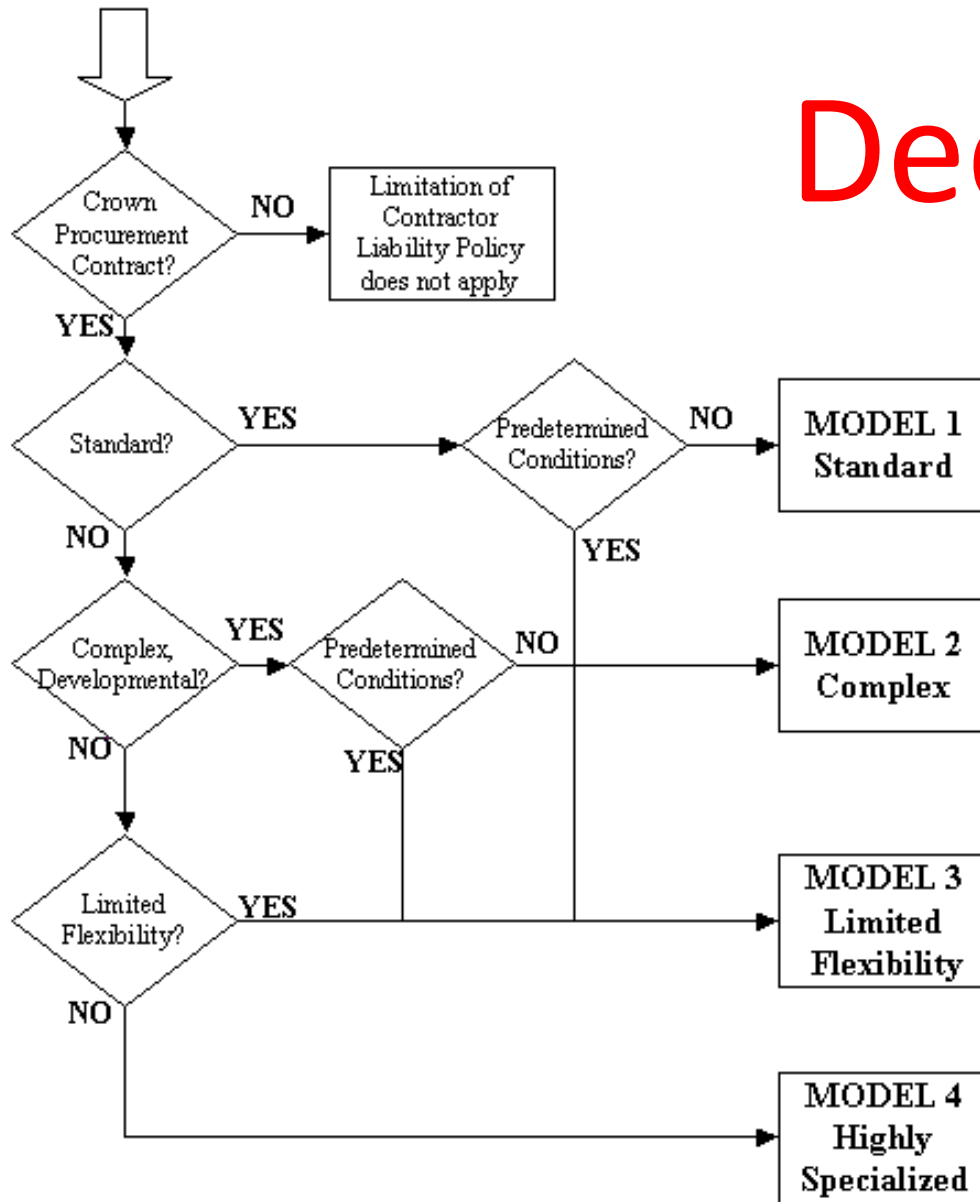 Dec
Crown
Procurement
Contract?
NO
Limitation of
Contractor
Liability Policy
does not apply
YES
Standard?
YES
Predetermined
Conditions?
NO
MODEL 1
Standard
NO
YES
Complex,
Developmental?
YES
Predetermined
Conditions?
NO
MODEL 2
Complex
NO
YES
Limited
Flexibility?
YES
MODEL 3
Limited
Flexibility
NO
MODEL 4
Highly
Specialized